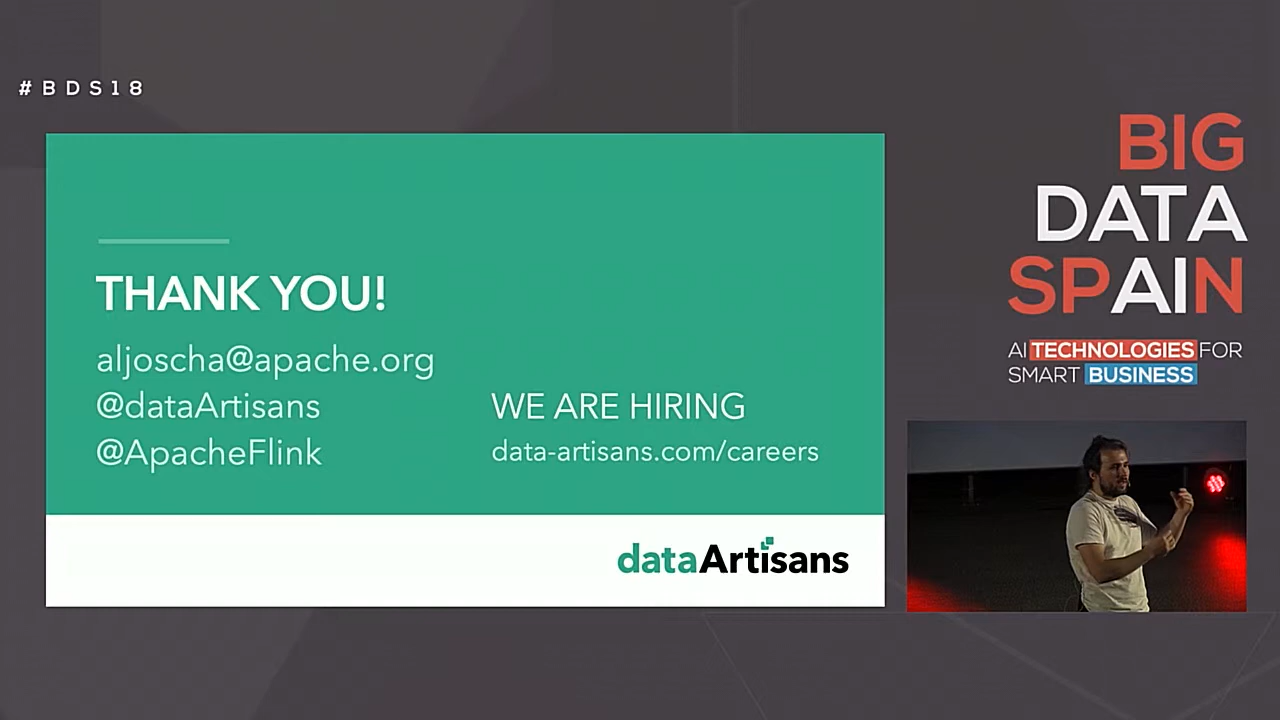 #BDS18
THANK YOU!
aljoscha@apache.org
@dataArtisans
@ApacheFlink
WE ARE HIRING
data-artisans.com/careers
dataArtisans
BIG
DATA
SPAIN
AI TECHNOLOGIES FOR
SMART BUSINESS